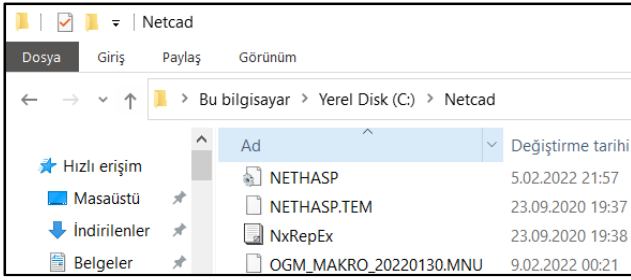 Netcad
Dosya Giriş Paylaş Görünüm
Bu bilgisayar > Yerel Disk (C:) > Netcad
Ad Değiştirme tarihi
Hızlı erişim
NETHASP 5.02.2022 21:57
Masaüstü
NETHASP.TEM 23.09.2020 19:37
İndirilenler
NxRepEx 23.09.2020 19:38
Belgeler
OGM_MAKRO_20220130.MNU 9.02.2022 00:21